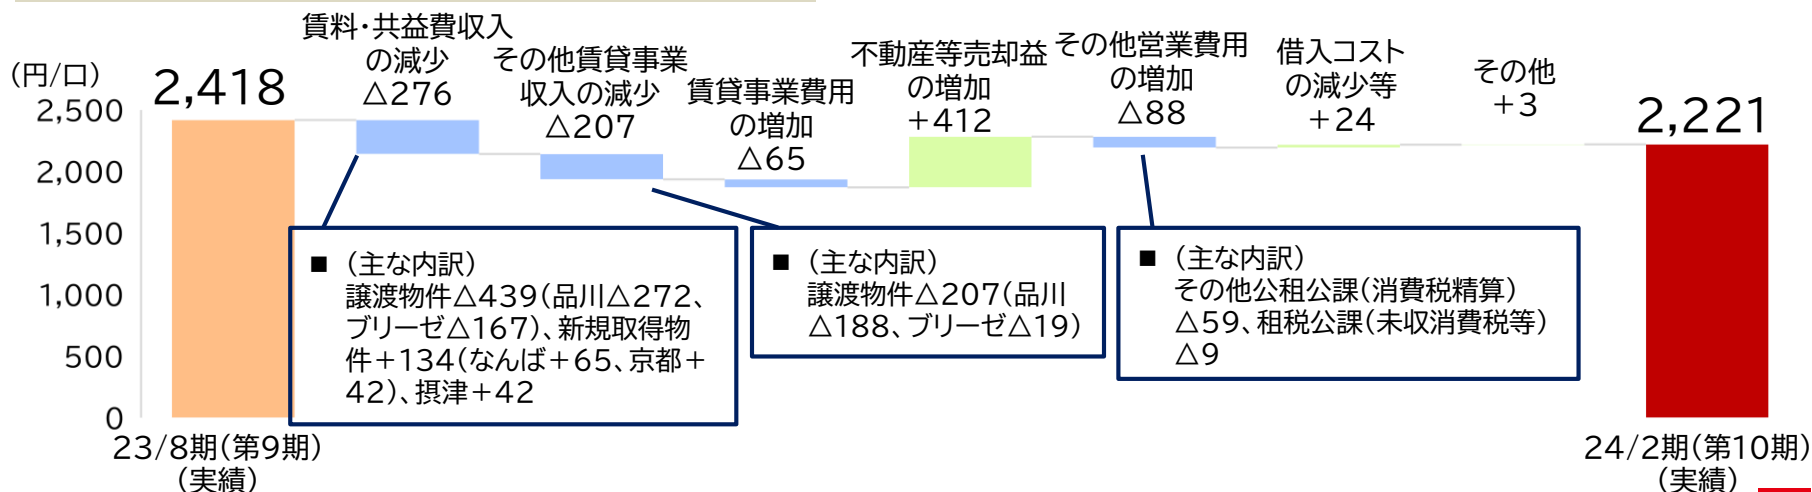 (円/口)
2,418
賃料・共益費収入
の減少
△276
その他賃貸事業
収入の減少
△207
賃貸事業費用
の増加
△65
不動産等売却益
の増加
+412
その他営業費用
の増加
△88
借入コスト
の減少等
+24
その他
+3
2,221
2,500
2,000
1,500
1,000
500
0
■ (主な内訳)
譲渡物件△439(品川△272、
ブリーゼ△167)、新規取得物
件+134(なんば+65、京都+
42)、摂津+42
■ (主な内訳)
譲渡物件△207(品川
△188、ブリーゼ△19)
■ (主な内訳)
その他公租公課(消費税精算)
△59、租税公課(未収消費税等)
△9
23/8期(第9期)
(実績)
24/2期(第10期)
(実績)